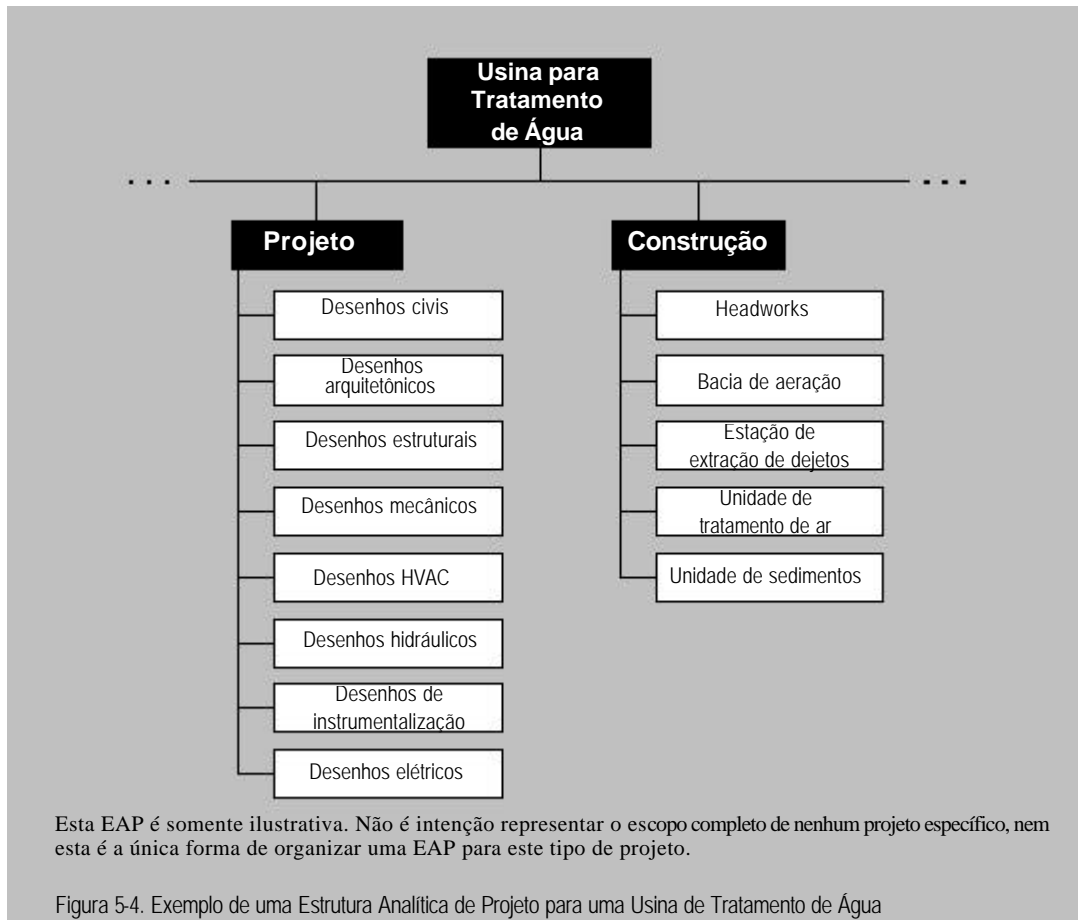 Usina para
Tratamento
de Água
. . .
. . .
Projeto
Desenhos civis
Desenhos
arquitetônicos
Desenhos estruturais
Desenhos mecânicos
Desenhos HVAC
Desenhos hidráulicos
Desenhos de
instrumentalização
Desenhos elétricos
Construção
Headworks
Bacia de aeração
Estação de
extração de dejetos
Unidade de
tratamento de ar
Unidade de sedimentos
Esta EAP é somente ilustrativa. Não é intenção representar o escopo completo de nenhum projeto específico, nem
esta é a única forma de organizar uma EAP para este tipo de projeto.
Figura 5-4. Exemplo de uma Estrutura Analítica de Projeto para uma Usina de Tratamento de Água